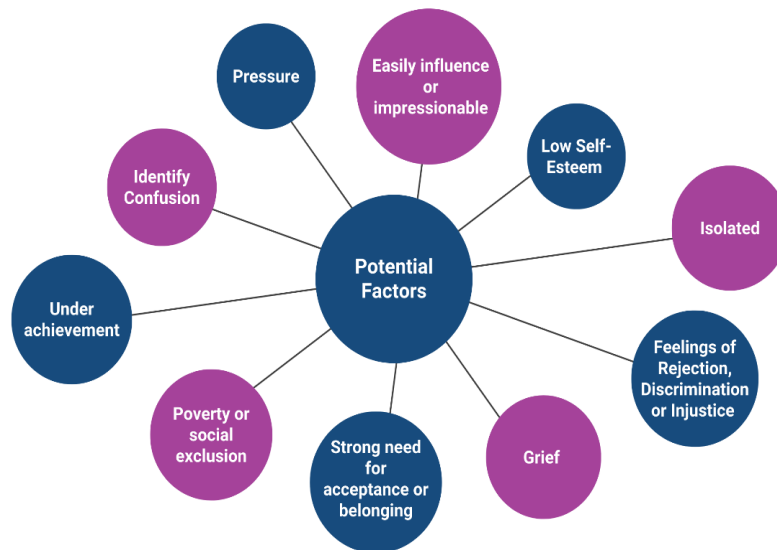 Pressure
Easily influence
or
impressionable
Low Self-
Esteem
Identify
Confusion
Isolated
Potential
Factors
Under
achievement
Feelings of
Rejection,
Discrimination
or Injustice
Poverty or
social
exclusion
Strong need
for
acceptance or
belonging
Grief